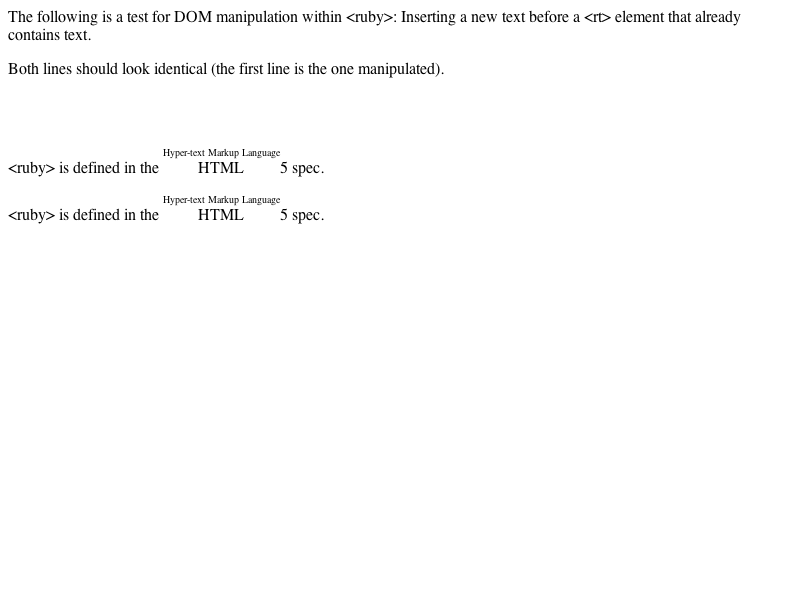 The following is a test for DOM manipulation within <ruby>: Inserting a new text before a <rt> element that already
contains text.
Both lines should look identical (the first line is the one manipulated).
Hyper-text Markup Language
<ruby> is defined in the HTML 5 spec.
Hyper-text Markup Language
<ruby> is defined in the HTML 5 spec.